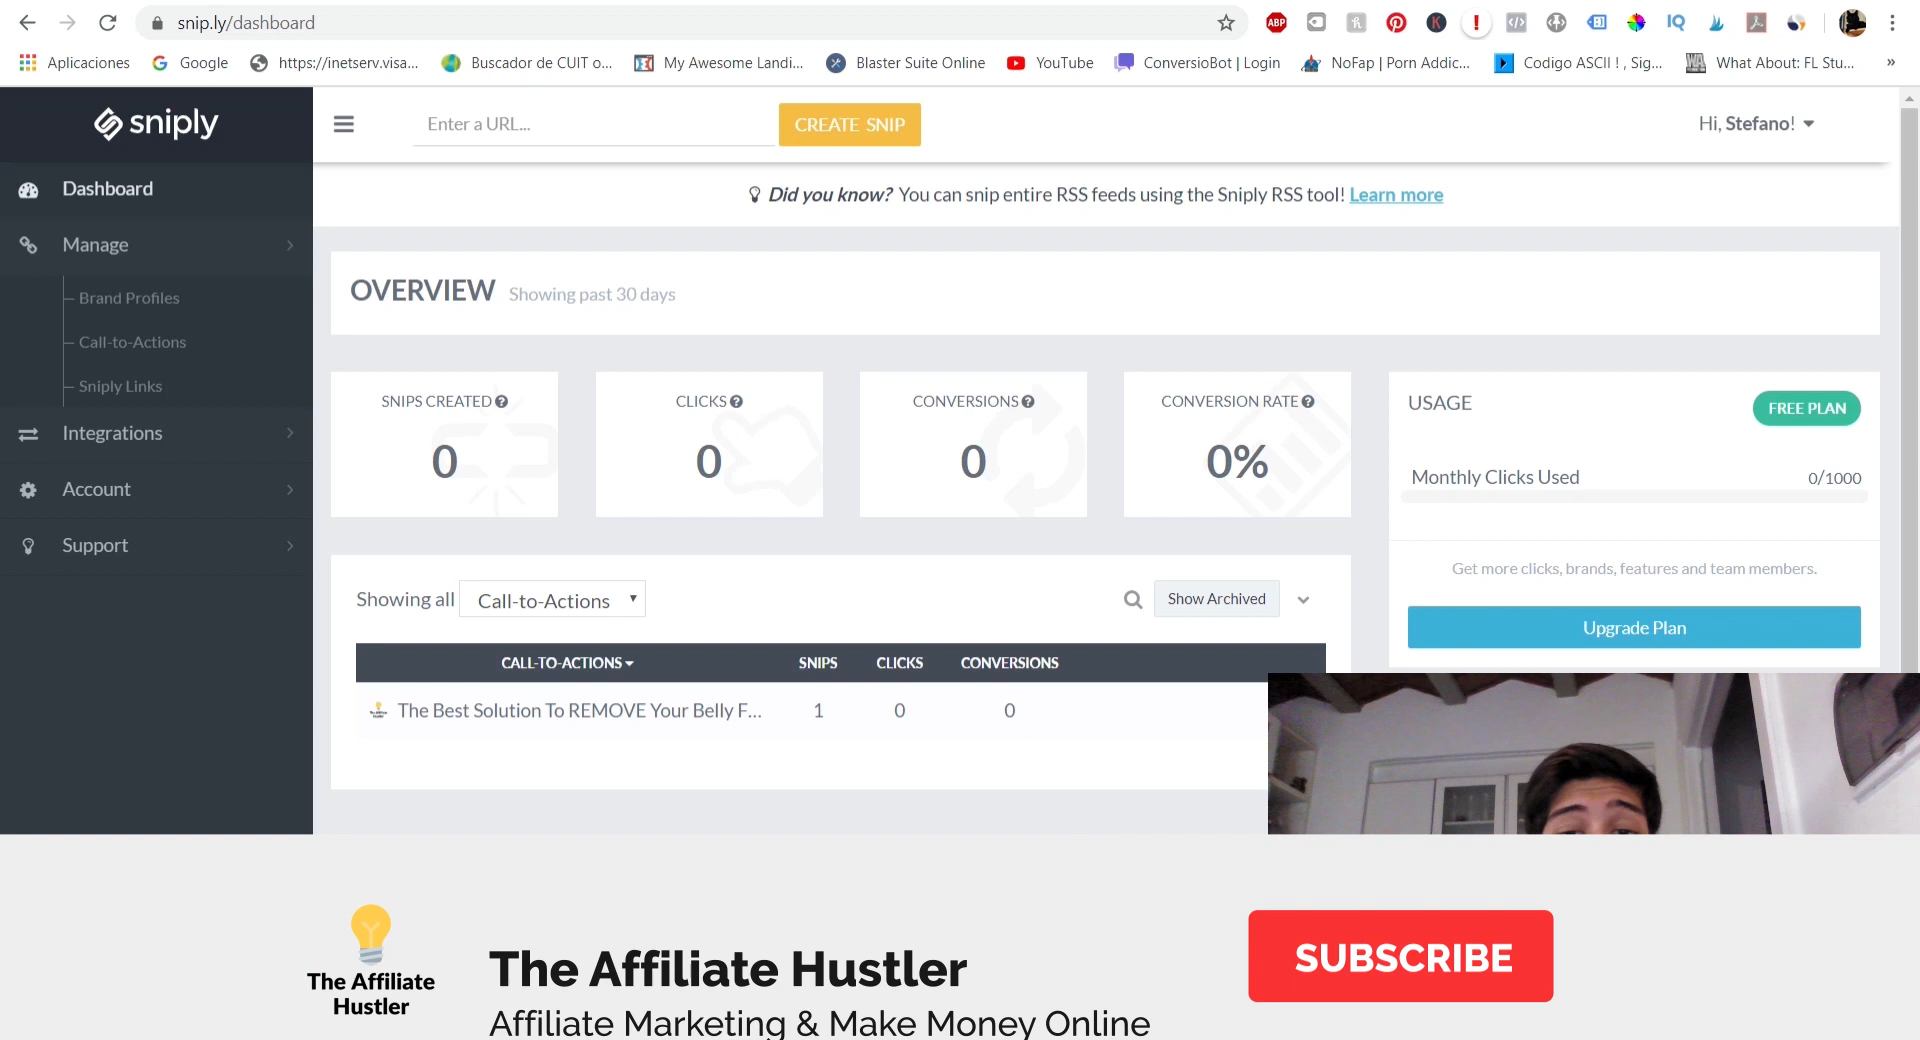 snip.ly/dashboard
ABP
IQ
Aplicaciones
Google
https://inetserv.visa...
Buscador de CUIT o...
My Awesome Landi...
Blaster Suite Online
YouTube
ConversioBot | Login
NoFap | Porn Addic...
Codigo ASCII ! , Sig...
What About: FL Stu...
»
sniply
Enter a URL...
CREATE SNIP
Hi, Stefano!
Dashboard
Manage
Brand Profiles
Call-to-Actions
Sniply Links
Integrations
Account
Support
Did you know? You can snip entire RSS feeds using the Sniply RSS tool! Learn more
OVERVIEW Showing past 30 days
SNIPS CREATED
0
CLICKS
0
CONVERSIONS
0
CONVERSION RATE
0%
USAGE
FREE PLAN
Monthly Clicks Used 0/1000
Get more clicks, brands, features and team members.
Upgrade Plan
Showing all Call-to-Actions
Show Archived
CALL-TO-ACTIONS SNIPS CLICKS CONVERSIONS
The Best Solution To REMOVE Your Belly F... 1 0 0
The Affiliate
Hustler
The Affiliate Hustler
Affiliate Marketing & Make Money Online
SUBSCRIBE